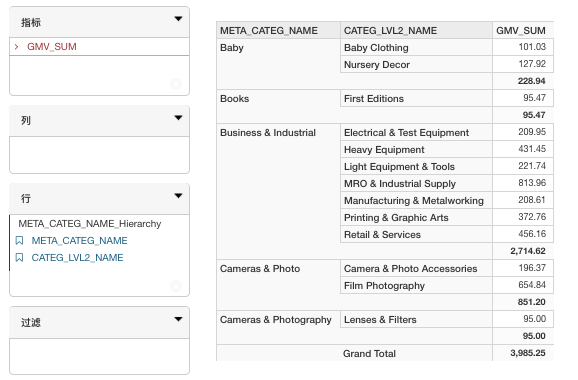 指标
GMV_SUM
列
行
META_CATEG_NAME_Hierarchy
META_CATEG_NAME
CATEG_LVL2_NAME
过滤
META_CATEG_NAME CATEG_LVL2_NAME GMV_SUM
Baby Baby Clothing 101.03
Nursery Decor 127.92
228.94
Books First Editions 95.47
95.47
Business & Industrial Electrical & Test Equipment 209.95
Heavy Equipment 431.45
Light Equipment & Tools 221.74
MRO & Industrial Supply 813.96
Manufacturing & Metalworking 208.61
Printing & Graphic Arts 372.76
Retail & Services 456.16
2,714.62
Cameras & Photo Camera & Photo Accessories 196.37
Film Photography 654.84
851.20
Cameras & Photography Lenses & Filters 95.00
95.00
Grand Total 3,985.25